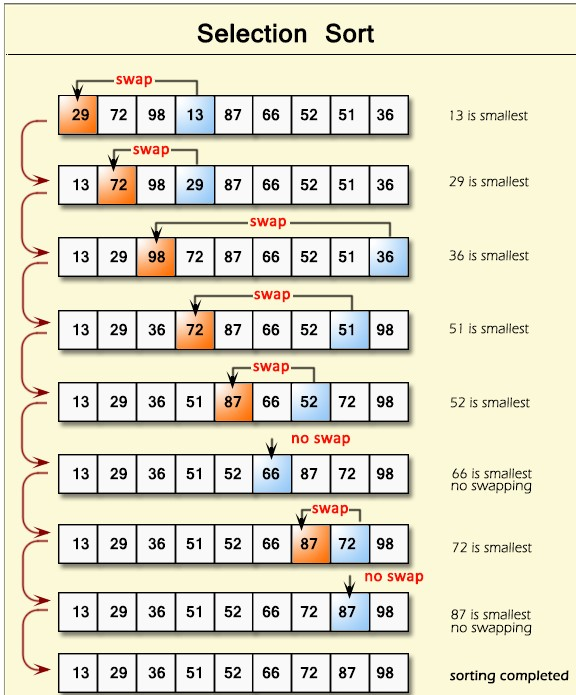 Selection Sort
swap
29 72 98 13 87 66 52 51 36
13 is smallest
swap
13 72 98 29 87 66 52 51 36
29 is smallest
swap
13 29 98 72 87 66 52 51 36
36 is smallest
swap
13 29 36 72 87 66 52 51 98
51 is smallest
swap
13 29 36 51 87 66 52 72 98
52 is smallest
no swap
13 29 36 51 52 66 87 72 98
66 is smallest
no swapping
swap
13 29 36 51 52 66 87 72 98
72 is smallest
no swap
13 29 36 51 52 66 72 87 98
87 is smallest
no swapping
13 29 36 51 52 66 72 87 98
sorting completed